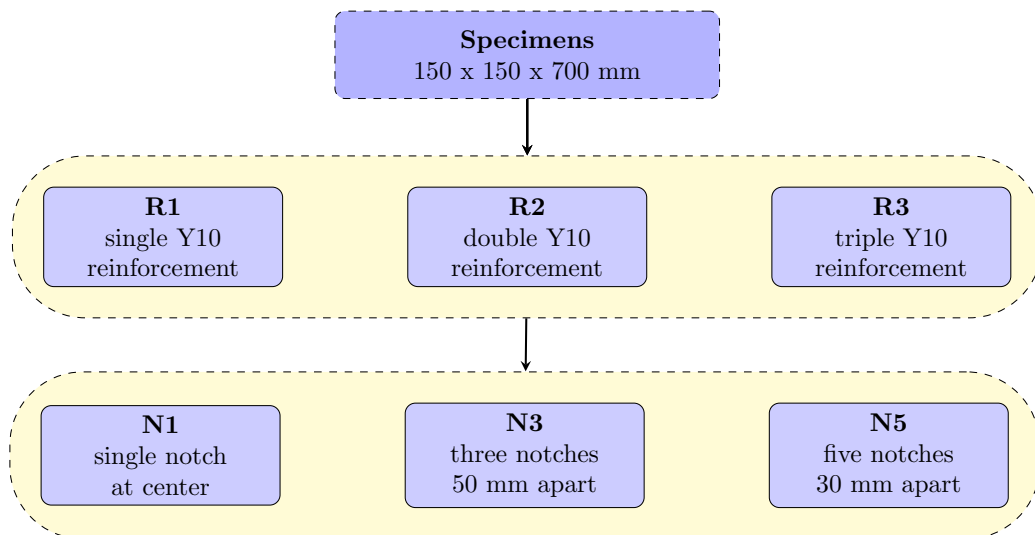 Specimens
150 x 150 x 700 mm
R1
single Y10
reinforcement
R2
double Y10
reinforcement
R3
triple Y10
reinforcement
N1
single notch
at center
N3
three notches
50 mm apart
N5
five notches
30 mm apart